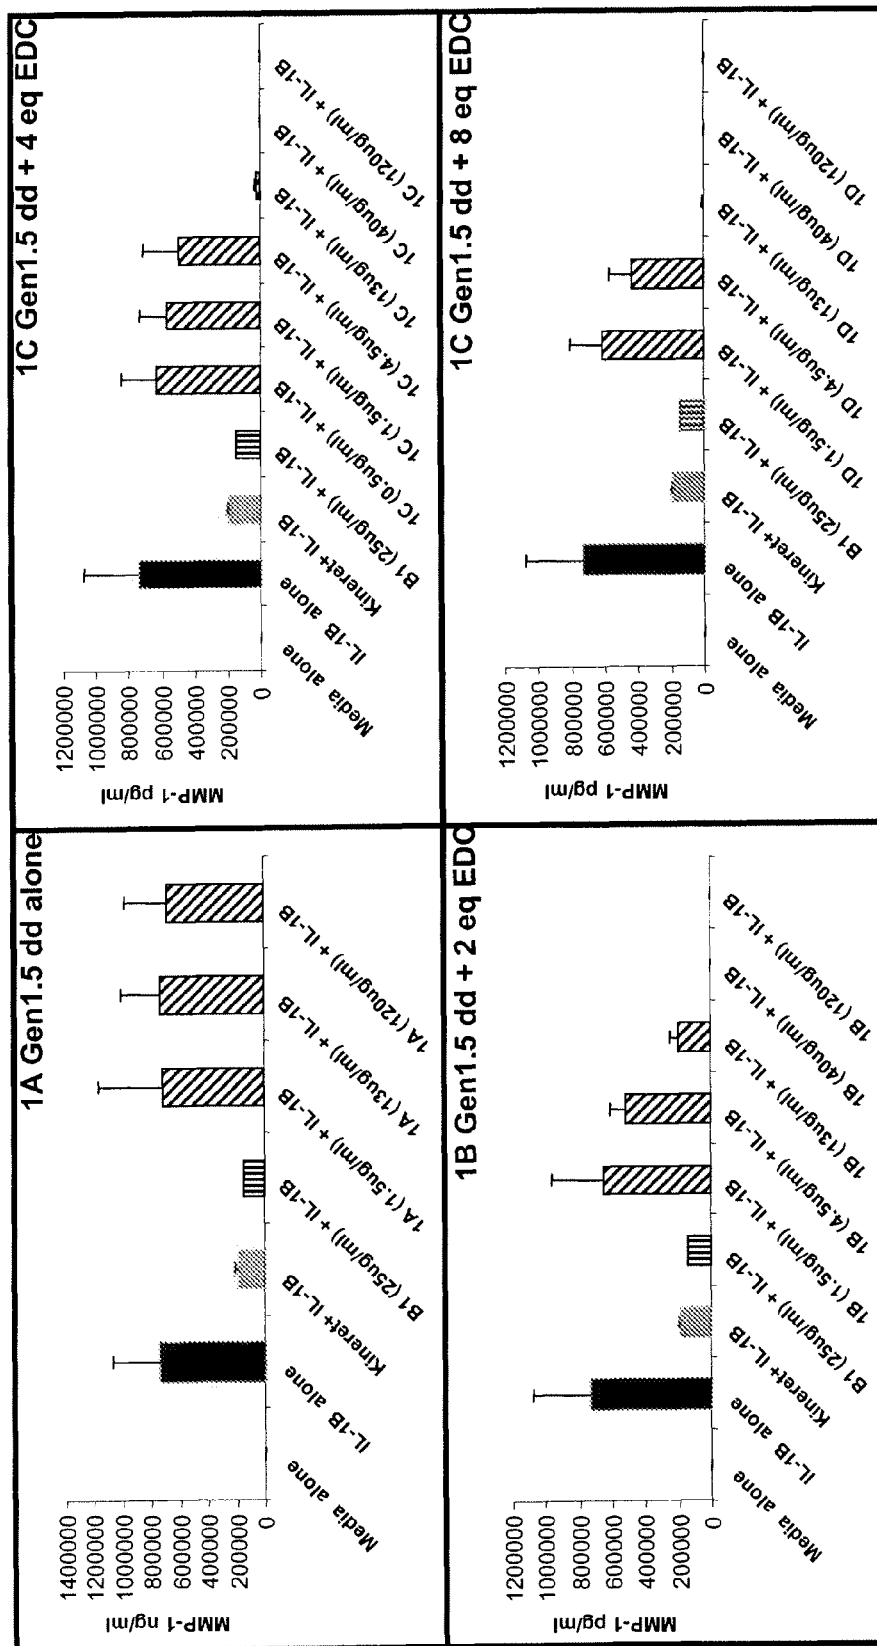 1A Gen1.5 dd alone
MMP-1 ng/ml
1400000
1200000
1000000
800000
600000
400000
200000
0
Media alone
IL-1B alone
Kineret+ IL-1B
B1 (25ug/ml) + IL-1B
1A (1.5ug/ml) + IL-1B
1A (13ug/ml) + IL-1B
1A (120ug/ml) + IL-1B
1C Gen1.5 dd + 4 eq EDC
MMP-1 pg/ml
1200000
1000000
800000
600000
400000
200000
0
Media alone
IL-1B alone
Kineret+ IL-1B
B1 (25ug/ml) + IL-1B
1C (0.5ug/ml) + IL-1B
1C (1.5ug/ml) + IL-1B
1C (4.5ug/ml) + IL-1B
1C (13ug/ml) + IL-1B
1C (40ug/ml) + IL-1B
1C (120ug/ml) + IL-1B
1B Gen1.5 dd + 2 eq EDC
MMP-1 pg/ml
1200000
1000000
800000
600000
400000
200000
0
Media alone
IL-1B alone
Kineret+ IL-1B
B1 (25ug/ml) + IL-1B
1B (1.5ug/ml) + IL-1B
1B (4.5ug/ml) + IL-1B
1B (13ug/ml) + IL-1B
1B (40ug/ml) + IL-1B
1B (120ug/ml) + IL-1B
1C Gen1.5 dd + 8 eq EDC
MMP-1 pg/ml
1200000
1000000
800000
600000
400000
200000
0
Media alone
IL-1B alone
Kineret+ IL-1B
B1 (25ug/ml) + IL-1B
1D (1.5ug/ml) + IL-1B
1D (4.5ug/ml) + IL-1B
1D (13ug/ml) + IL-1B
1D (40ug/ml) + IL-1B
1D (120ug/ml) + IL-1B